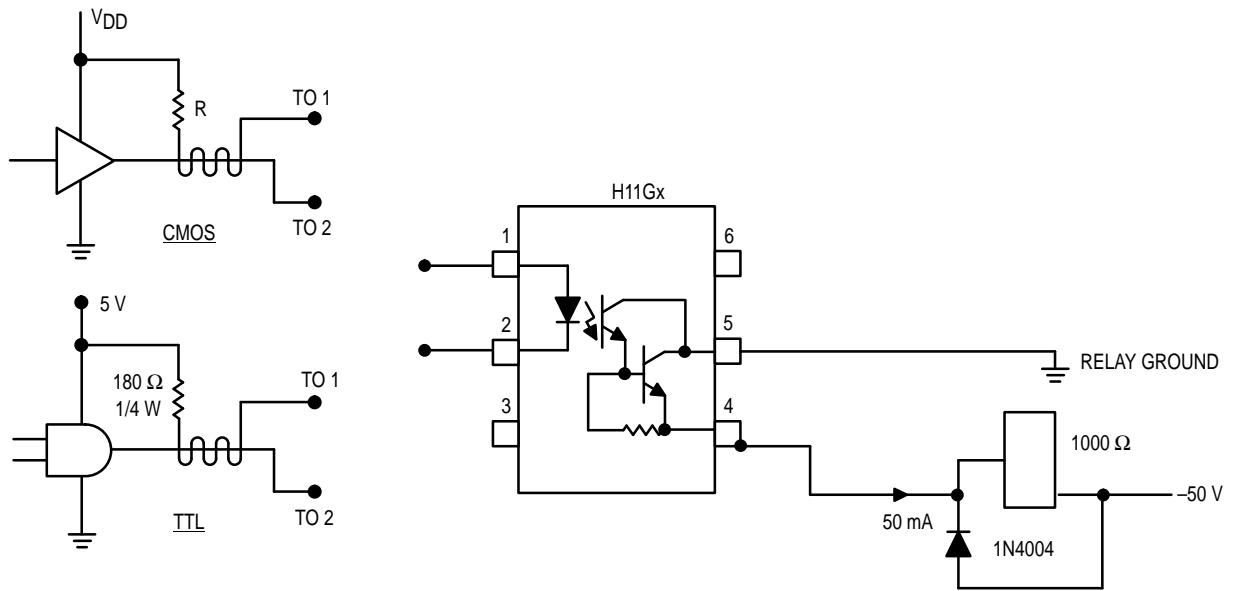 VDD
R
TO 1
TO 2
CMOS
5 V
180 Ω
1/4 W
TO 1
TO 2
TTL
H11Gx
1
6
2
5
3
4
RELAY GROUND
1000 Ω
50 mA
–50 V
1N4004